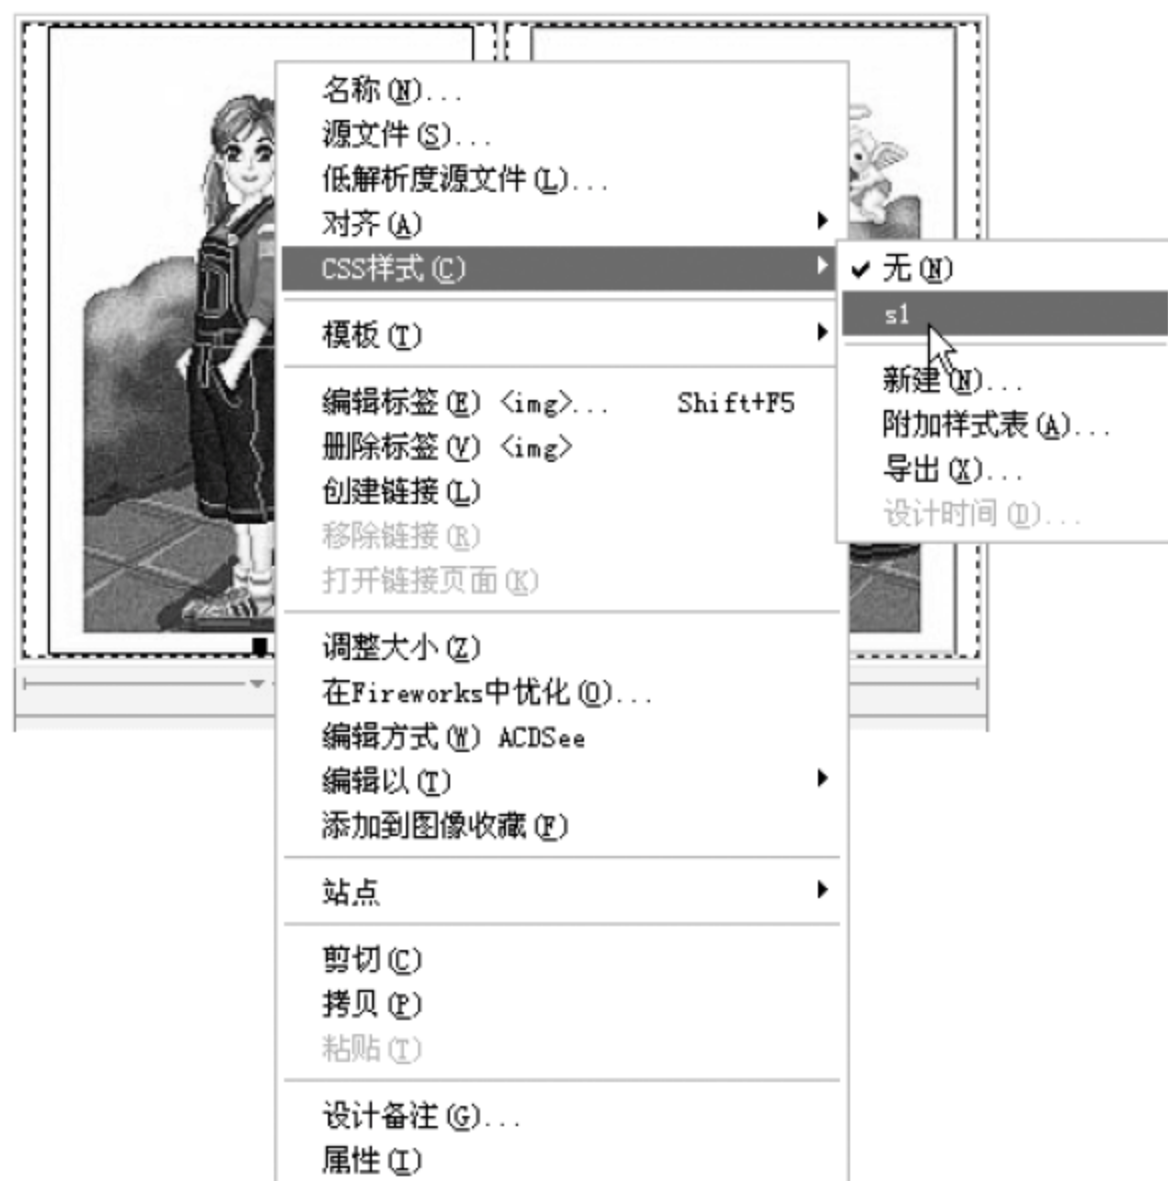 名称(N)...
源文件(S)...
低解析度源文件(L)...
对齐(A)
CSS样式(C)
模板(T)
编辑标签(E) <img>... Shift+F5
删除标签(V) <img>
创建链接(L)
移除链接(R)
打开链接页面(K)
调整大小(Z)
在Fireworks中优化(O)...
编辑方式(W) ACDSee
编辑以(T)
添加到图像收藏(F)
站点
剪切(C)
拷贝(P)
粘贴(T)
设计备注(G)...
属性(I)
无(N)
s1
新建(N)...
附加样式表(A)...
导出(X)...
设计时间(D)...